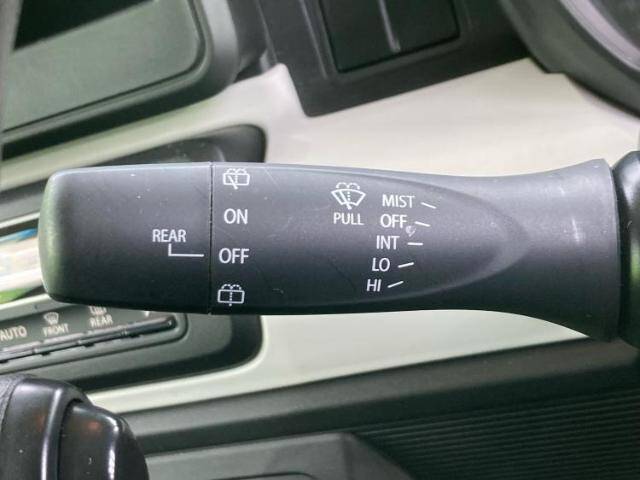 REAR
ON
OFF
PULL
MIST
OFF
INT
LO
HI
AUTO
FRONT
REAR